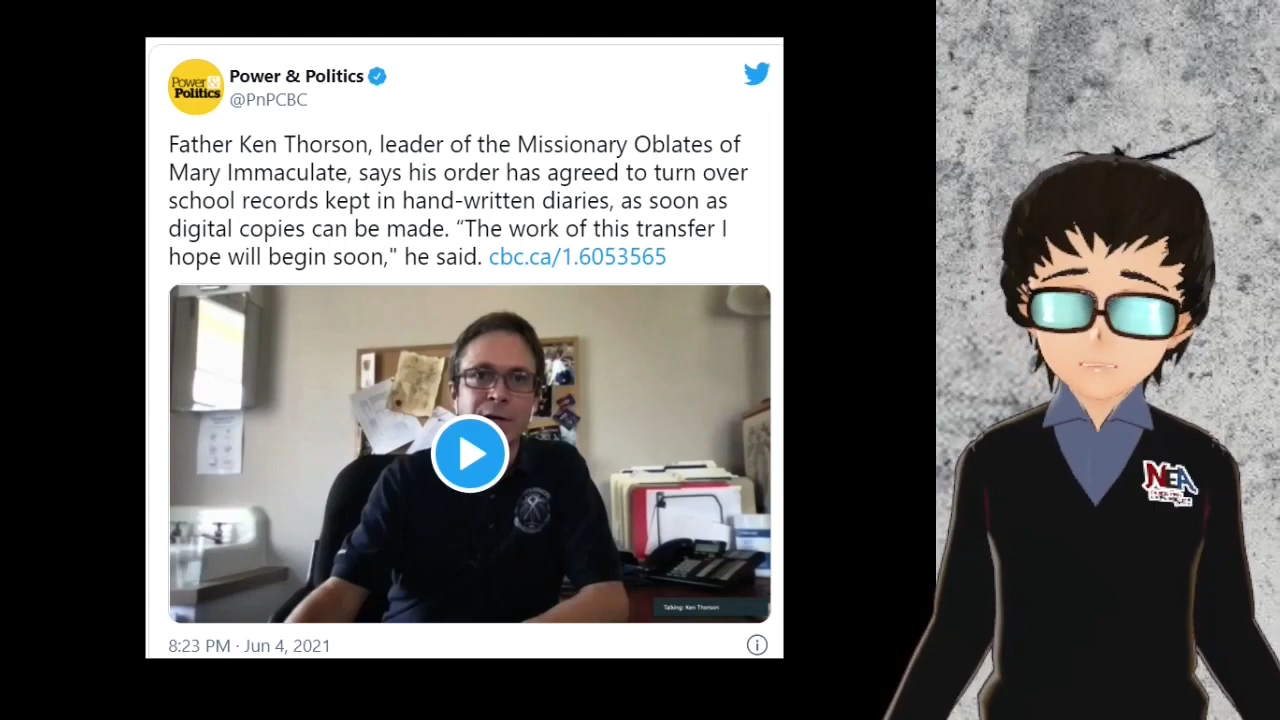 Power & Politics
@PnPCBC
Power &
Politics
Father Ken Thorson, leader of the Missionary Oblates of
Mary Immaculate, says his order has agreed to turn over
school records kept in hand-written diaries, as soon as
digital copies can be made. “The work of this transfer I
hope will begin soon," he said. cbc.ca/1.6053565
Talking: Ken Thorson
8:23 PM · Jun 4, 2021
NEA